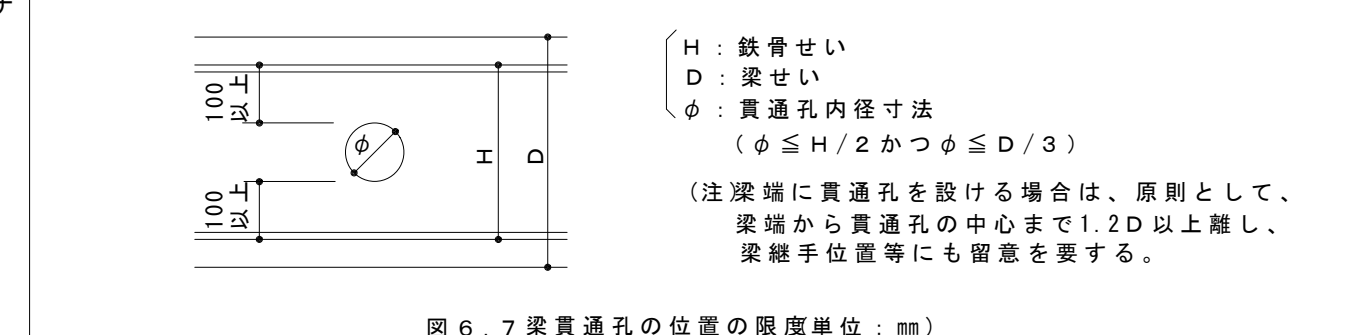 100
以上
φ
100
以上
H
D
H:鉄骨せい
D:梁せい
φ:貫通孔内径寸法
(φ≦H/2かつφ≦D/3)
(注)梁端に貫通孔を設ける場合は、原則として、
梁端から貫通孔の中心まで1.2D以上離し、
梁継手位置等にも留意を要する。
図6.7梁貫通孔の位置の限度(単位:㎜)